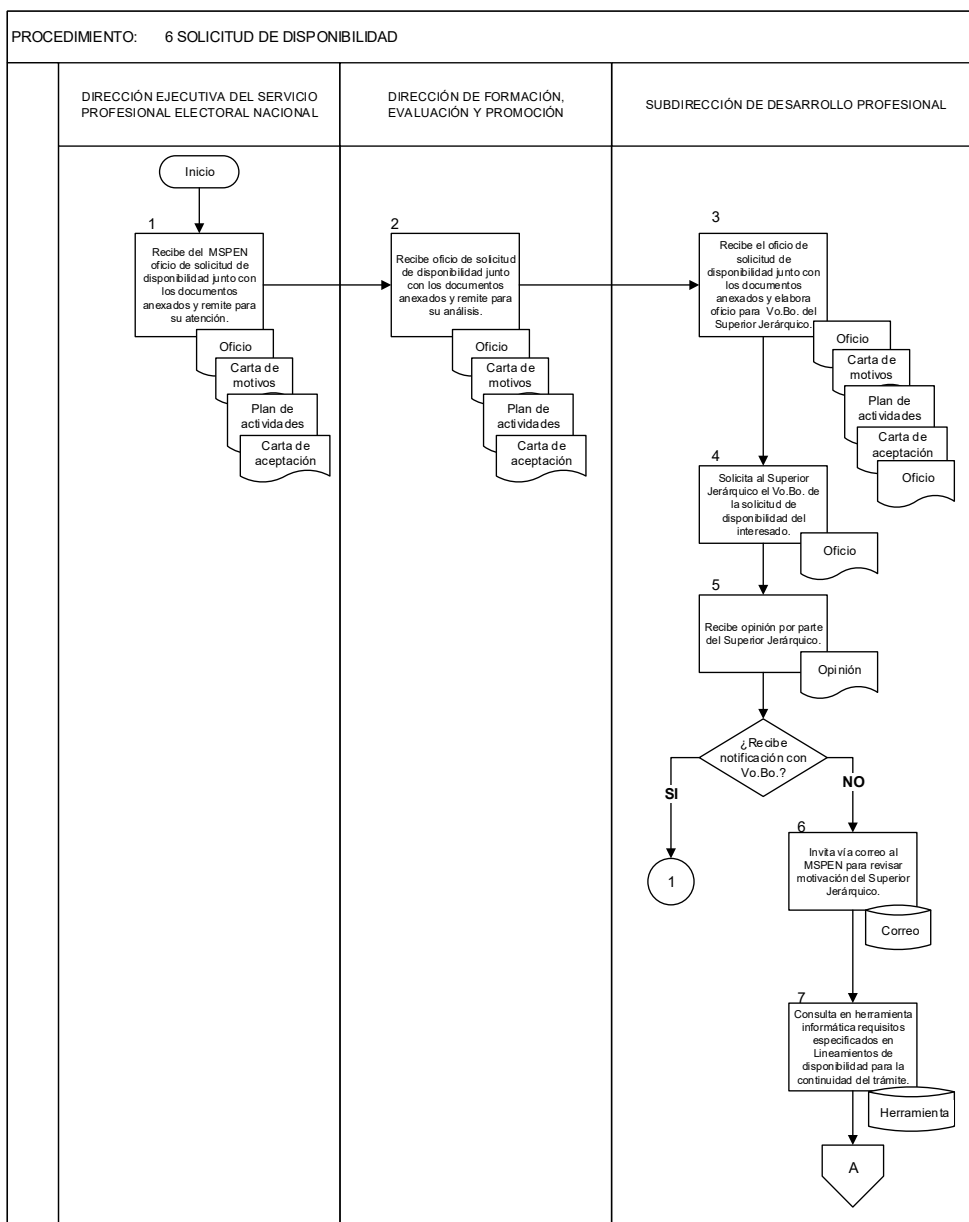 PROCEDIMIENTO: 6 SOLICITUD DE DISPONIBILIDAD
DIRECCIÓN EJECUTIVA DEL SERVICIO
PROFESIONAL ELECTORAL NACIONAL
DIRECCIÓN DE FORMACIÓN,
EVALUACIÓN Y PROMOCIÓN
SUBDIRECCIÓN DE DESARROLLO PROFESIONAL
Inicio
1
Recibe del MSPEN
oficio de solicitud de
disponibilidad junto con
los documentos
anexados y remite para
su atención.
Oficio
Carta de
motivos
Plan de
actividades
Carta de
aceptación
2
Recibe oficio de solicitud
de disponibilidad junto
con los documentos
anexados y remite para
su análisis.
Oficio
Carta de
motivos
Plan de
actividades
Carta de
aceptación
3
Recibe el oficio de
solicitud de
disponibilidad junto con
los documentos
anexados y elabora
oficio para Vo.Bo. del
Superior Jerárquico.
Oficio
Carta de
motivos
Plan de
actividades
Carta de
aceptación
Oficio
4
Solicita al Superior
Jerárquico el Vo.Bo. de
la solicitud de
disponibilidad del
interesado.
Oficio
5
Recibe opinión por parte
del Superior Jerárquico.
Opinión
¿Recibe
notificación con
Vo.Bo.?
SI
NO
1
6
Invita vía correo al
MSPEN para revisar
motivación del Superior
Jerárquico.
Correo
7
Consulta en herramienta
informática requisitos
especificados en
Lineamientos de
disponibilidad para la
continuidad del trámite.
Herramienta
A